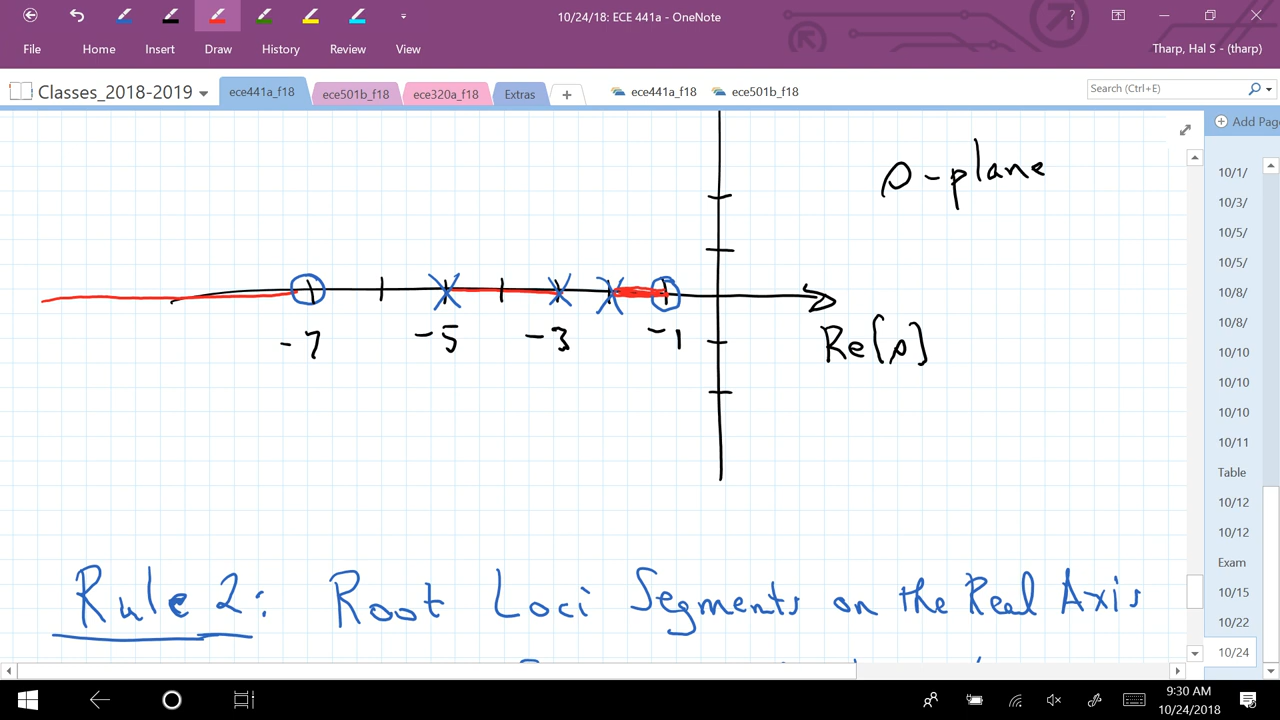 10/24/18: ECE 441a - OneNote
?
File Home Insert Draw History Review View
Tharp, Hal S - (tharp)
Classes_2018-2019 ece441a_f18 ece501b_f18 ece320a_f18 Extras + ece441a_f18 ece501b_f18
Search (Ctrl+E)
Add Pag
s-plane
-7 -5 -3 -1
Re[s]
Rule 2: Root Loci Segments on the Real Axis
10/1/
10/3/
10/5/
10/5/
10/8/
10/8/
10/10
10/10
10/10
10/11
Table
10/12
10/12
Exam
10/15
10/22
10/24
9:30 AM
10/24/2018